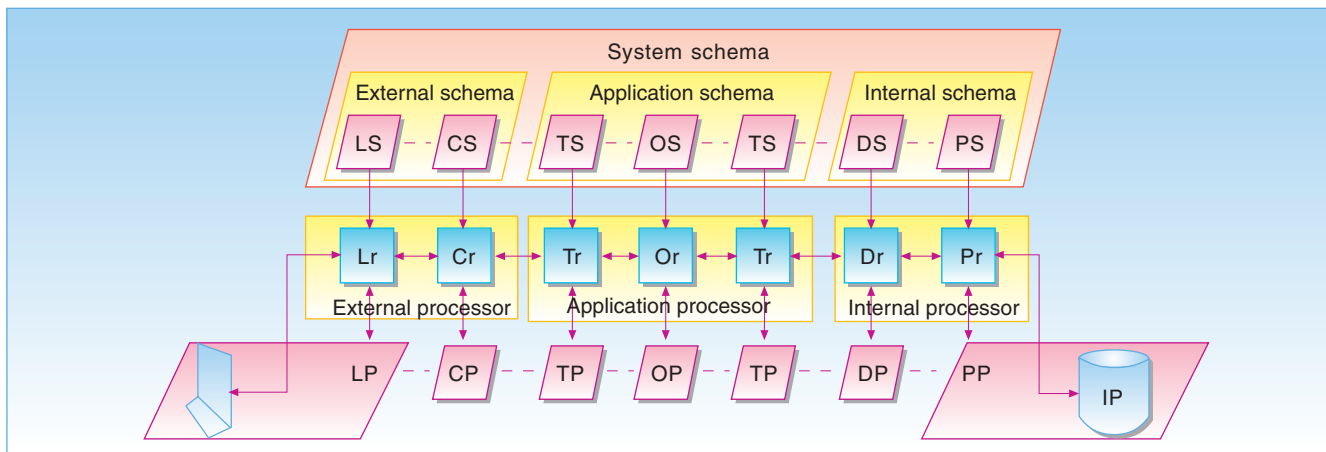 System schema
External schema Application schema Internal schema
LS CS TS OS TS DS PS
Lr Cr Tr Or Tr Dr Pr
External processor Application processor Internal processor
LP CP TP OP TP DP PP IP